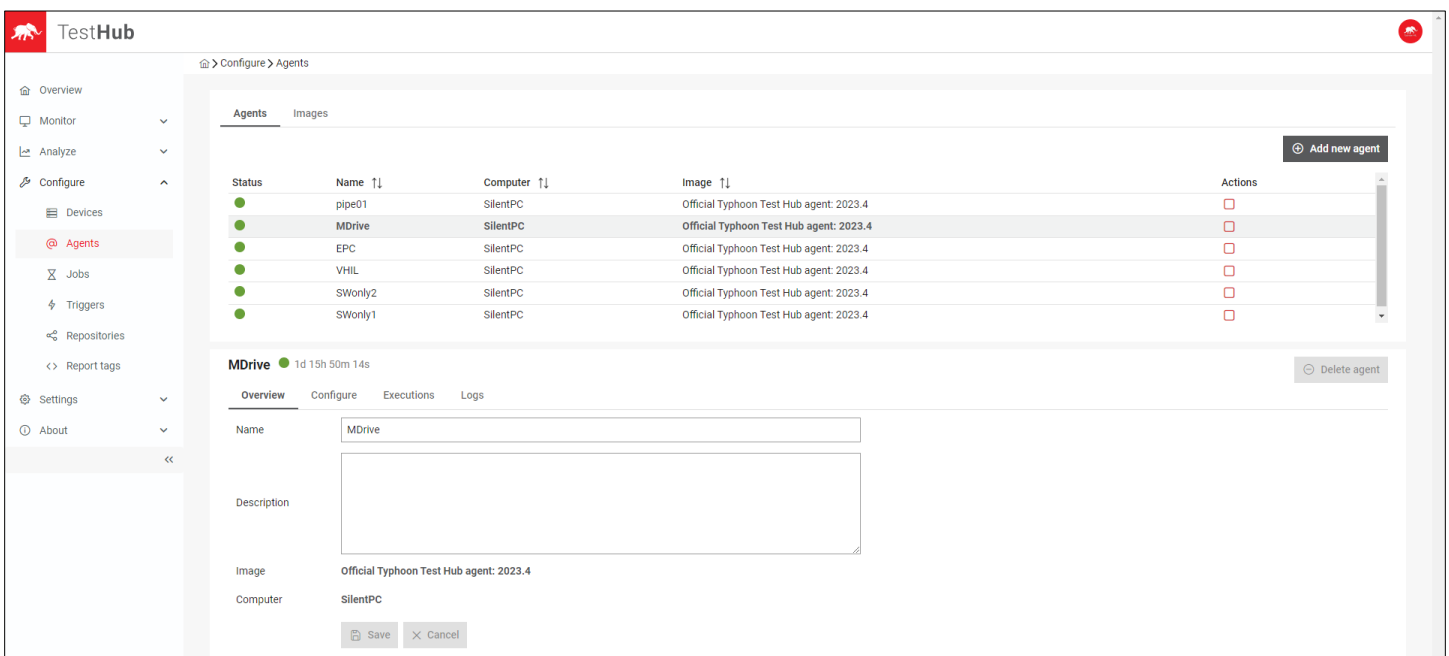 TestHub
Configure > Agents
Overview
Monitor
Analyze
Configure
Devices
Agents
Jobs
Triggers
Repositories
Report tags
Settings
About
Agents Images
Add new agent
Status Name Computer Image Actions
pipe01 SilentPC Official Typhoon Test Hub agent: 2023.4
MDrive SilentPC Official Typhoon Test Hub agent: 2023.4
EPC SilentPC Official Typhoon Test Hub agent: 2023.4
VHIL SilentPC Official Typhoon Test Hub agent: 2023.4
SWonly2 SilentPC Official Typhoon Test Hub agent: 2023.4
SWonly1 SilentPC Official Typhoon Test Hub agent: 2023.4
MDrive 1d 15h 50m 14s
Delete agent
Overview Configure Executions Logs
Name MDrive
Description
Image Official Typhoon Test Hub agent: 2023.4
Computer SilentPC
Save Cancel